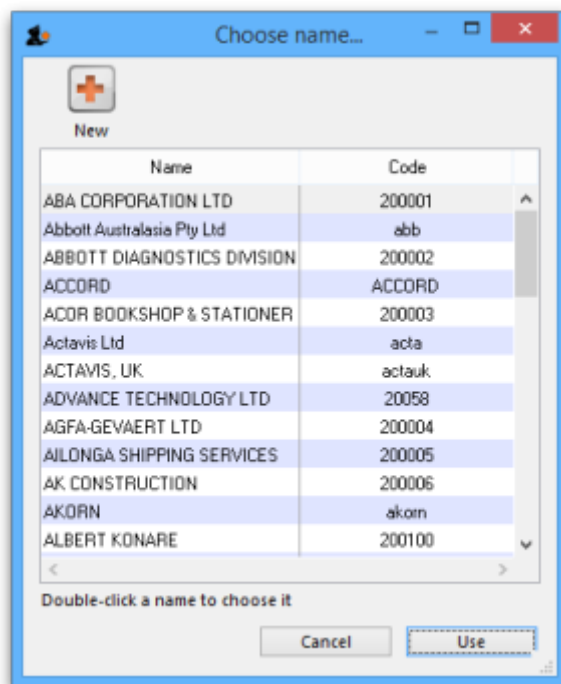 Choose name...
New
Name Code
ABA CORPORATION LTD 200001
Abbott Australasia Pty Ltd abb
ABBOTT DIAGNOSTICS DIVISION 200002
ACCORD ACCORD
ACOR BOOKSHOP & STATIONER 200003
Actavis Ltd acta
ACTAVIS, UK actauk
ADVANCE TECHNOLOGY LTD 20058
AGFA-GEVAERT LTD 200004
AILONGA SHIPPING SERVICES 200005
AK CONSTRUCTION 200006
AKORN akorn
ALBERT KONARE 200100
Double-click a name to choose it
Cancel Use